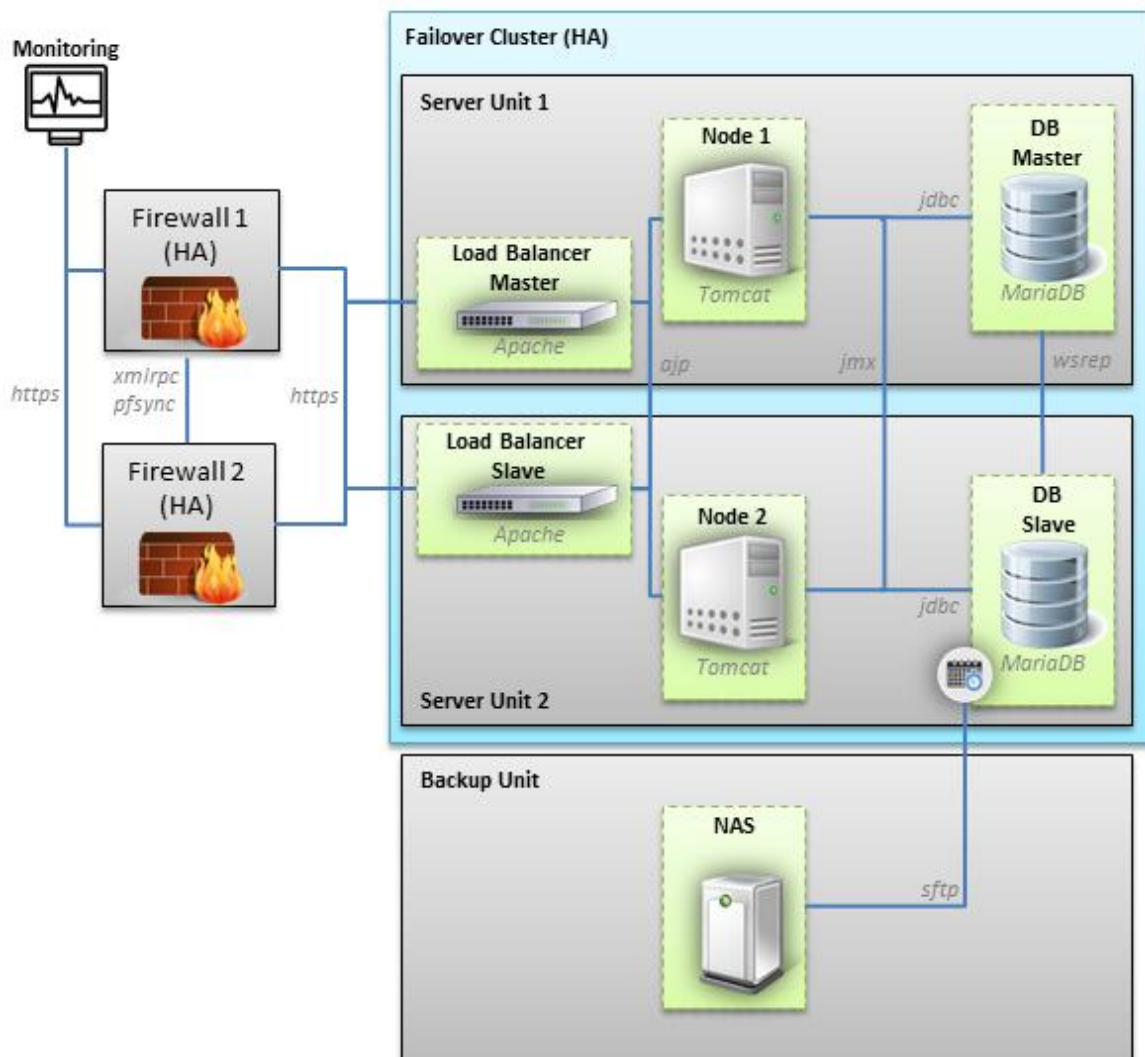 Monitoring
Failover Cluster (HA)
Server Unit 1
Node 1
Tomcat
DB
Master
MariaDB
jdbc
Load Balancer
Master
Apache
Firewall 1
(HA)
https
xmlrpc
pfsync
https
ajp
jmx
wsrep
Firewall 2
(HA)
Load Balancer
Slave
Apache
Node 2
Tomcat
DB
Slave
MariaDB
jdbc
Server Unit 2
Backup Unit
NAS
sftp